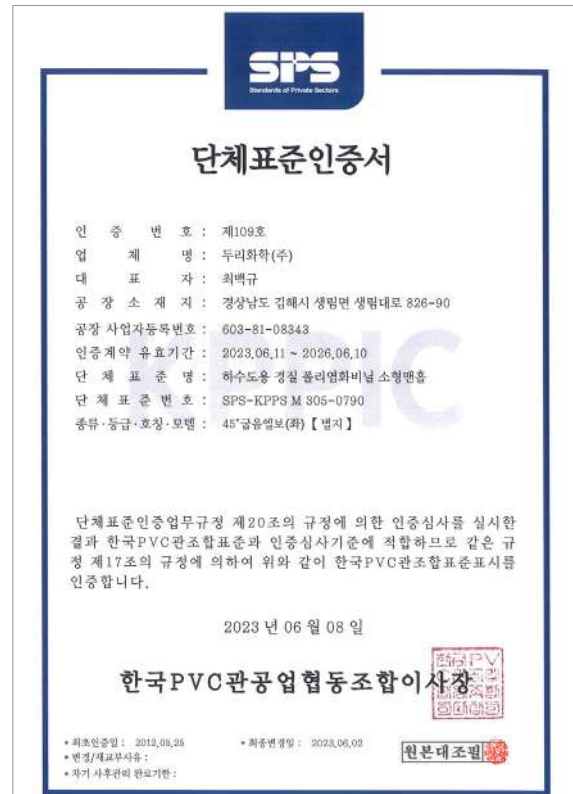 SPS
Standards of Private Sectors
단체표준인증서
인 증 번 호 : 제109호
업 체 명 : 두리화학(주)
대 표 자 : 최백규
공 장 소 재 지 : 경상남도 김해시 생림면 생림대로 826-90
공장 사업자등록번호 : 603-81-08343
인증계약 유효기간 : 2023.06.11 ~ 2026.06.10
단 체 표 준 명 : 하수도용 경질 폴리염화비닐 소형맨홀
단 체 표 준 번 호 : SPS-KPPS M 305-0790
종류·등급·호칭·모델 : 45°굽음엘보(좌) 【별지】
KPPIC
단체표준인증업무규정 제20조의 규정에 의한 인증심사를 실시한
결과 한국PVC관조합표준과 인증심사기준에 적합하므로 같은 규
정 제17조의 규정에 의하여 위와 같이 한국PVC관조합표준표시를
인증합니다.
2023 년 06 월 08 일
한국PVC관공업협동조합이사장
* 최초인증일 : 2012.05.25 * 최종변경일 : 2023.06.02
* 변경/재교부사유 :
* 차기 사후관리 완료기한 :
원본대조필